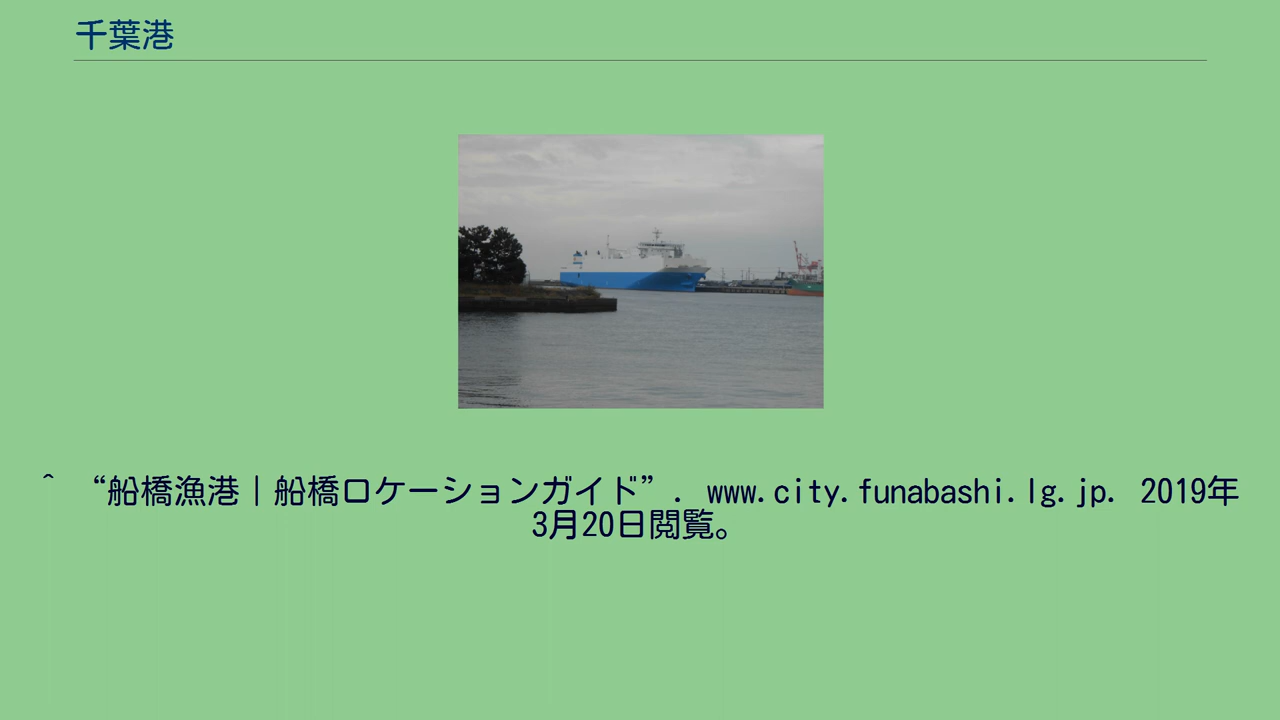 千葉港
^ “船橋漁港｜船橋ロケーションガイド”. www.city.funabashi.lg.jp. 2019年
3月20日閲覧。